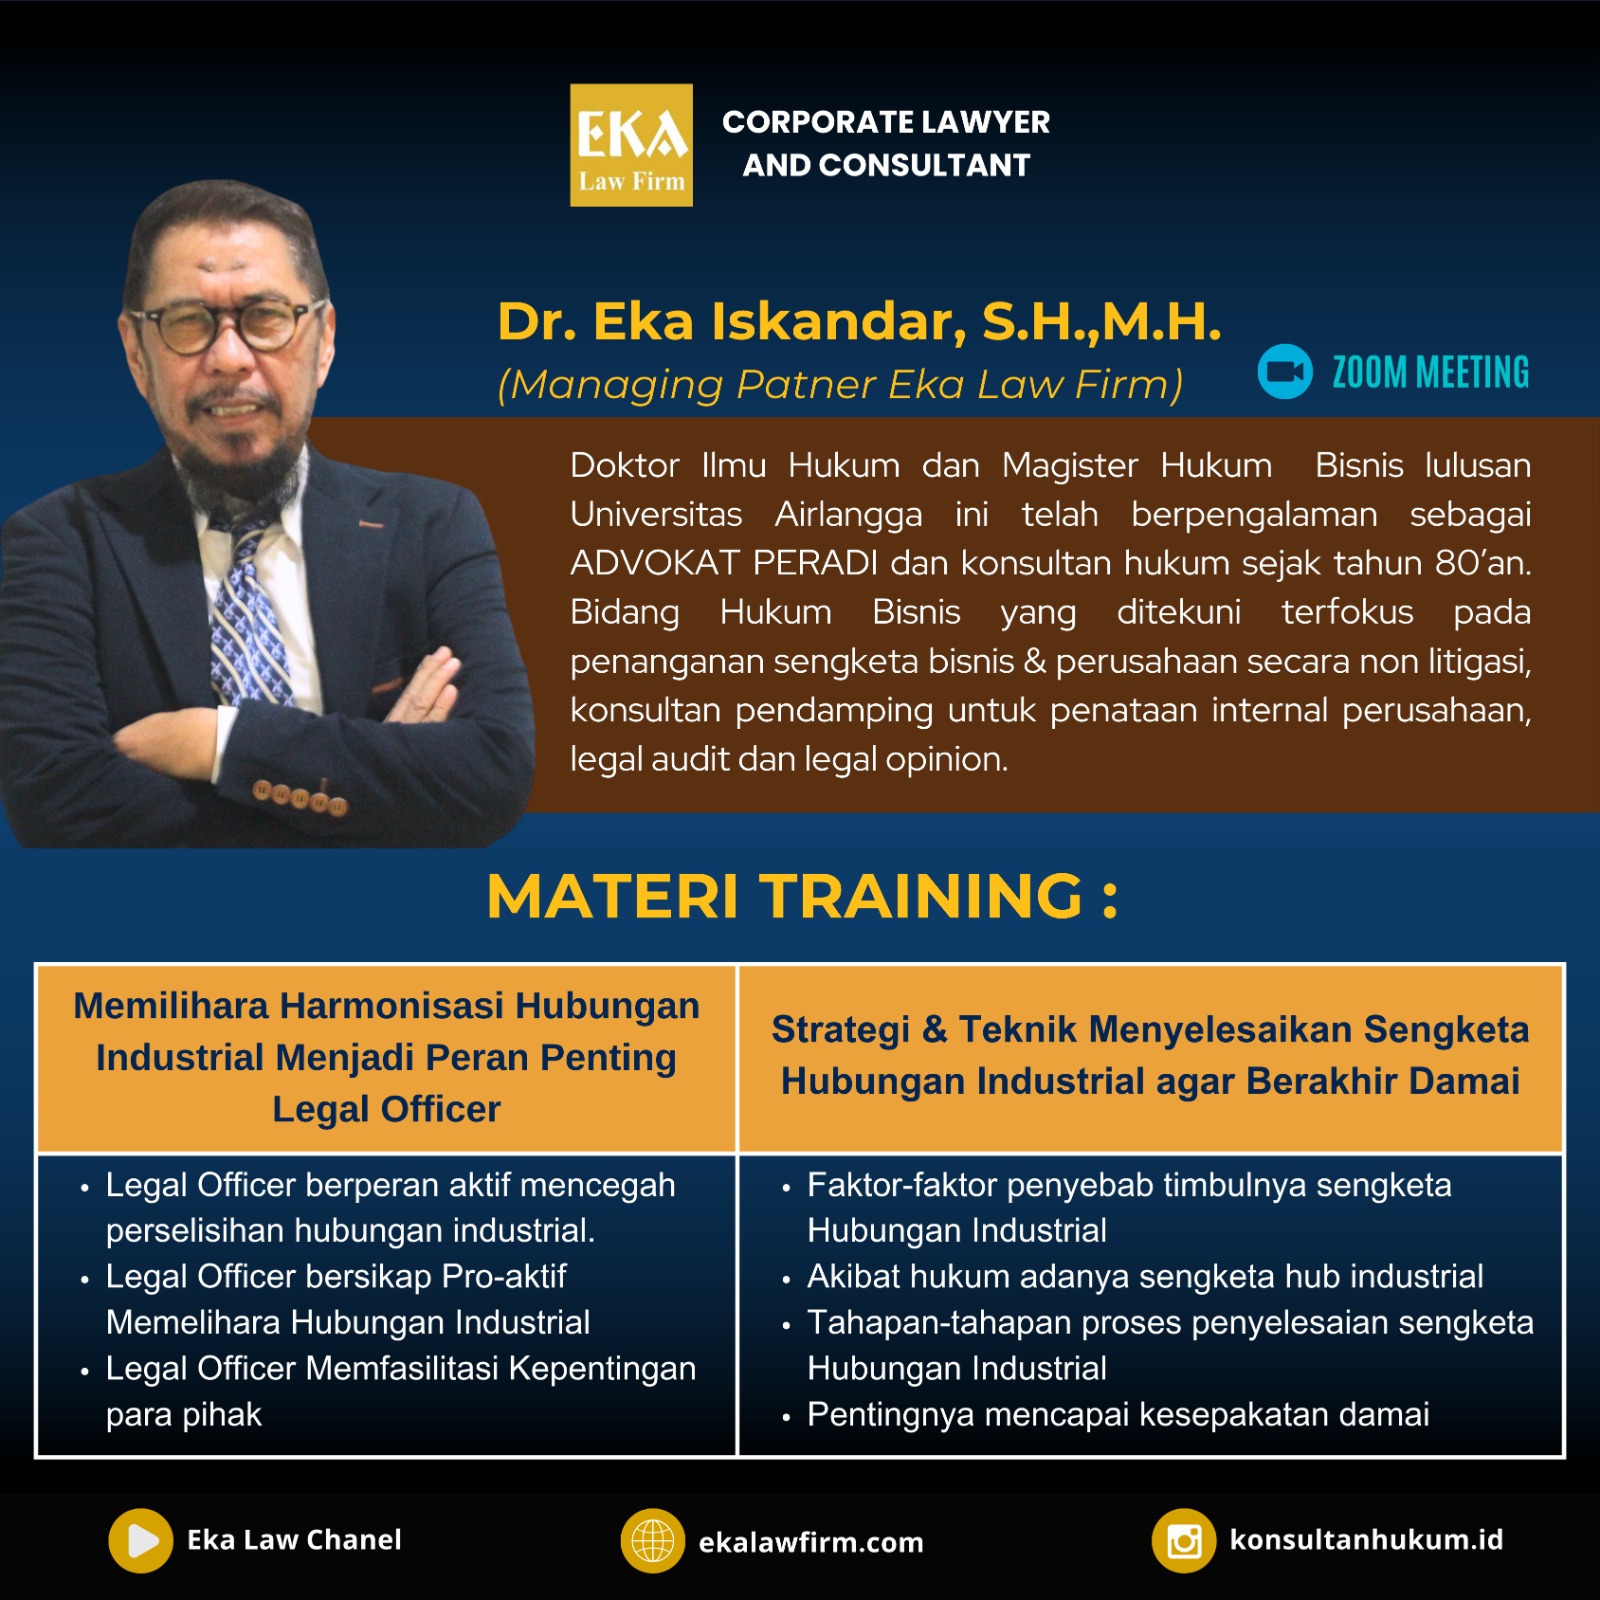 EKA
Law Firm
CORPORATE LAWYER
AND CONSULTANT
Dr. Eka Iskandar, S.H.,M.H.
(Managing Patner Eka Law Firm)
ZOOM MEETING
Doktor Ilmu Hukum dan Magister Hukum Bisnis lulusan
Universitas Airlangga ini telah berpengalaman sebagai
ADVOKAT PERADI dan konsultan hukum sejak tahun 80’an.
Bidang Hukum Bisnis yang ditekuni terfokus pada
penanganan sengketa bisnis & perusahaan secara non litigasi,
konsultan pendamping untuk penataan internal perusahaan,
legal audit dan legal opinion.
MATERI TRAINING :
Memilihara Harmonisasi Hubungan
Industrial Menjadi Peran Penting
Legal Officer
• Legal Officer berperan aktif mencegah
perselisihan hubungan industrial.
• Legal Officer bersikap Pro-aktif
Memelihara Hubungan Industrial
• Legal Officer Memfasilitasi Kepentingan
para pihak
Strategi & Teknik Menyelesaikan Sengketa
Hubungan Industrial agar Berakhir Damai
• Faktor-faktor penyebab timbulnya sengketa
Hubungan Industrial
• Akibat hukum adanya sengketa hub industrial
• Tahapan-tahapan proses penyelesaian sengketa
Hubungan Industrial
• Pentingnya mencapai kesepakatan damai
Eka Law Chanel
ekalawfirm.com
konsultanhukum.id